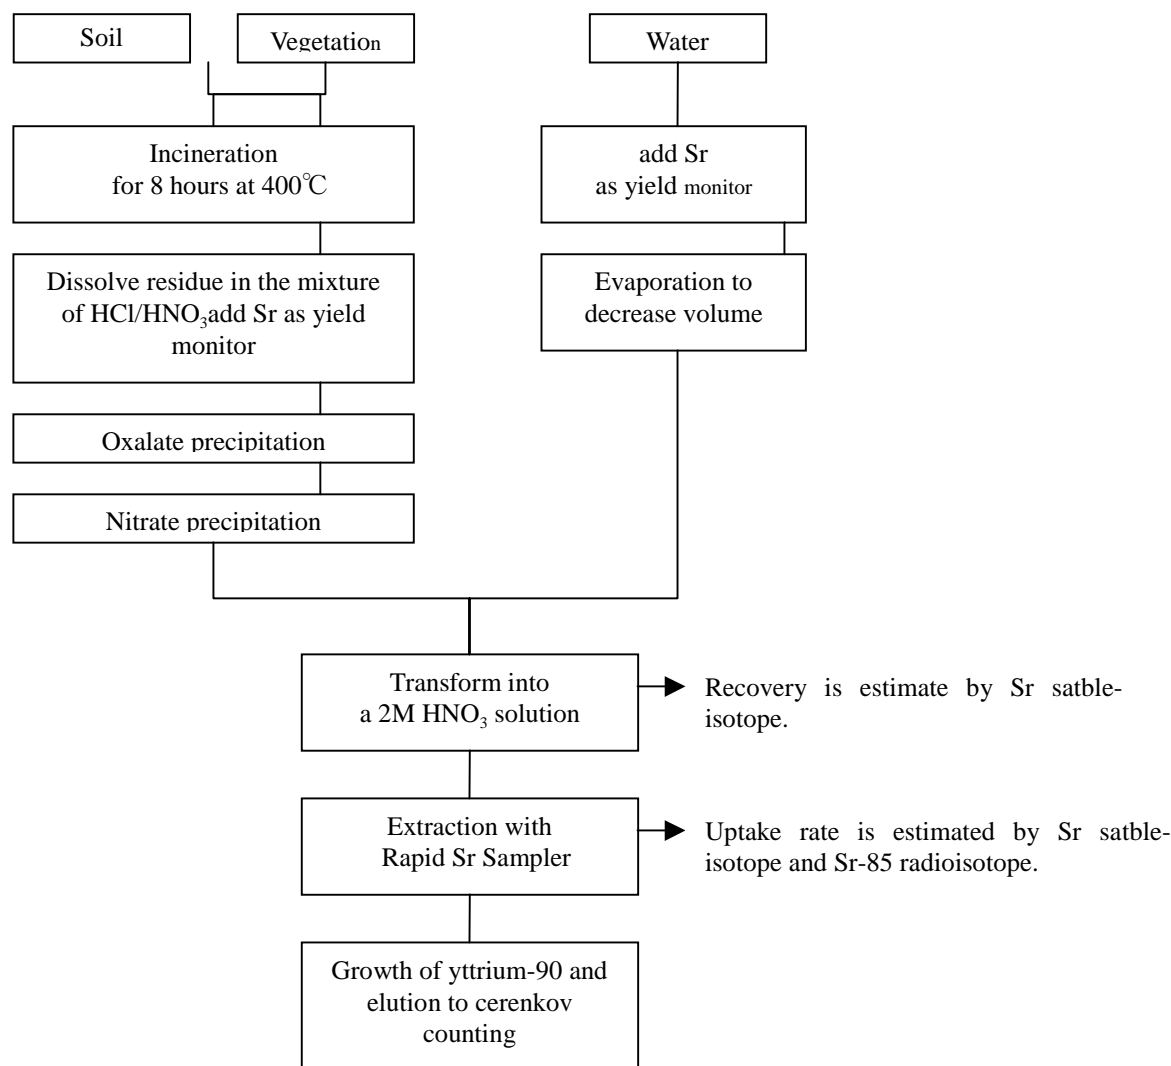 Soil
Vegetation
Water
Incineration
for 8 hours at 400℃
add Sr
as yield monitor
Dissolve residue in the mixture
of HCl/HNO₃add Sr as yield
monitor
Evaporation to
decrease volume
Oxalate precipitation
Nitrate precipitation
Transform into
a 2M HNO₃ solution
Recovery is estimate by Sr satble-
isotope.
Extraction with
Rapid Sr Sampler
Uptake rate is estimated by Sr satble-
isotope and Sr-85 radioisotope.
Growth of yttrium-90 and
elution to cerenkov
counting